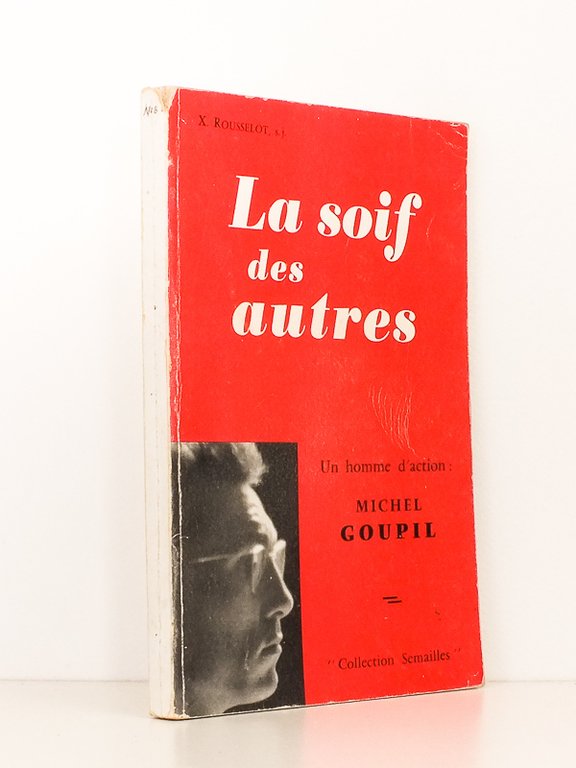 X. ROUSSELOT, s.j.
La soif
des
autres
Un homme d'action :
MICHEL
GOUPIL
" Collection Semailles "